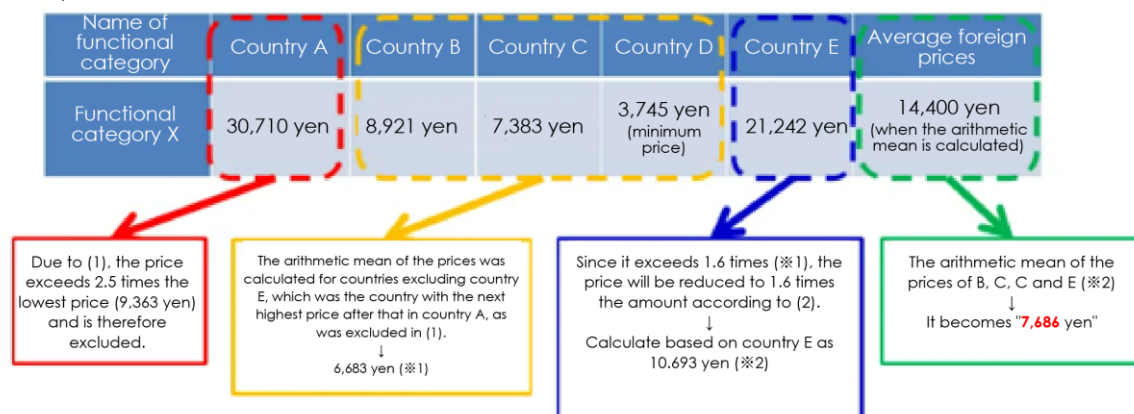 Name of
functional
category
Country A
Country B
Country C
Country D
Country E
Average foreign
prices
Functional
category X
30,710 yen
8,921 yen
7,383 yen
3,745 yen
(minimum
price)
21,242 yen
14,400 yen
(when the arithmetic
mean is calculated)
Due to (1), the price
exceeds 2.5 times the
lowest price (9,363 yen)
and is therefore
excluded.
The arithmetic mean of the prices was
calculated for countries excluding country
E, which was the country with the next
highest price after that in country A, as
was excluded in (1).
↓
6,683 yen (※1)
Since it exceeds 1.6 times (※1), the
price will be reduced to 1.6 times
the amount according to (2).
↓
Calculate based on country E as
10.693 yen (※2)
The arithmetic mean of the
prices of B, C, C and E (※2)
↓
It becomes "7,686 yen"